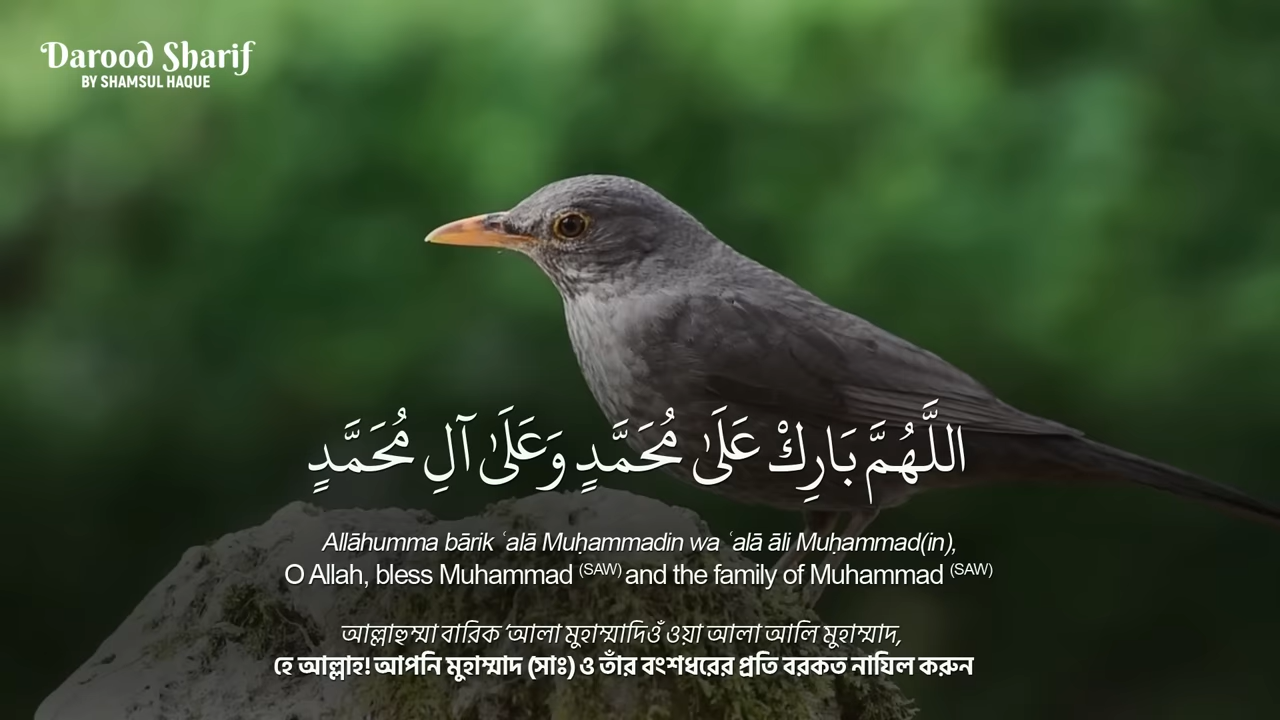 Darood Sharif
BY SHAMSUL HAQUE
اللَّهُمَّ بَارِكْ عَلَىٰ مُحَمَّدٍ وَعَلَىٰ آلِ مُحَمَّدٍ
Allāhumma bārik ʿalā Muḥammadin wa ʿalā āli Muḥammad(in),
O Allah, bless Muhammad (SAW) and the family of Muhammad (SAW)
আল্লাহুম্মা বারিক ‘আলা মুহাম্মাদিওঁ ওয়া আলা আলি মুহাম্মাদ,
হে আল্লাহ! আপনি মুহাম্মাদ (সাঃ) ও তাঁর বংশধরের প্রতি বরকত নাযিল করুন